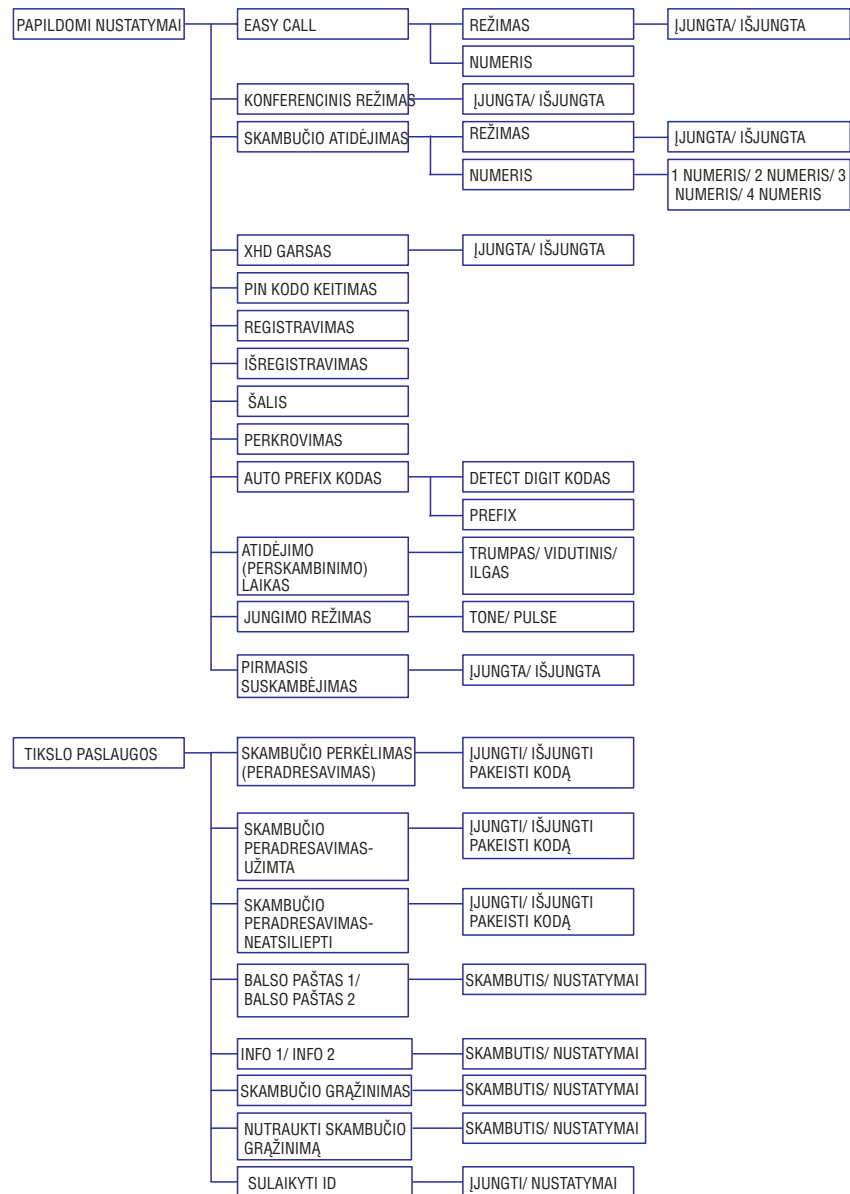 PAPILDOMI NUSTATYMAI
EASY CALL
REŽIMAS
ĮJUNGTA/ IŠJUNGTA
NUMERIS
KONFERENCINIS REŽIMAS
ĮJUNGTA/ IŠJUNGTA
SKAMBUČIO ATIDĖJIMAS
REŽIMAS
ĮJUNGTA/ IŠJUNGTA
NUMERIS
1 NUMERIS/ 2 NUMERIS/ 3
NUMERIS/ 4 NUMERIS
XHD GARSAS
ĮJUNGTA/ IŠJUNGTA
PIN KODO KEITIMAS
REGISTRAVIMAS
IŠREGISTRAVIMAS
ŠALIS
PERKROVIMAS
AUTO PREFIX KODAS
DETECT DIGIT KODAS
PREFIX
ATIDĖJIMO
(PERSKAMBINIMO)
LAIKAS
TRUMPAS/ VIDUTINIS/
ILGAS
JUNGIMO REŽIMAS
TONE/ PULSE
PIRMASIS
SUSKAMBĖJIMAS
ĮJUNGTA/ IŠJUNGTA
TIKSLO PASLAUGOS
SKAMBUČIO PERKĖLIMAS
(PERADRESAVIMAS)
ĮJUNGTI/ IŠJUNGTI
PAKEISTI KODĄ
SKAMBUČIO
PERADRESAVIMAS-
UŽIMTA
ĮJUNGTI/ IŠJUNGTI
PAKEISTI KODĄ
SKAMBUČIO
PERADRESAVIMAS-
NEATSILIEPTI
ĮJUNGTI/ IŠJUNGTI
PAKEISTI KODĄ
BALSO PAŠTAS 1/
BALSO PAŠTAS 2
SKAMBUTIS/ NUSTATYMAI
INFO 1/ INFO 2
SKAMBUTIS/ NUSTATYMAI
SKAMBUČIO GRĄŽINIMAS
SKAMBUTIS/ NUSTATYMAI
NUTRAUKTI SKAMBUČIO
GRĄŽINIMĄ
SKAMBUTIS/ NUSTATYMAI
SULAIKYTI ID
ĮJUNGTI/ NUSTATYMAI